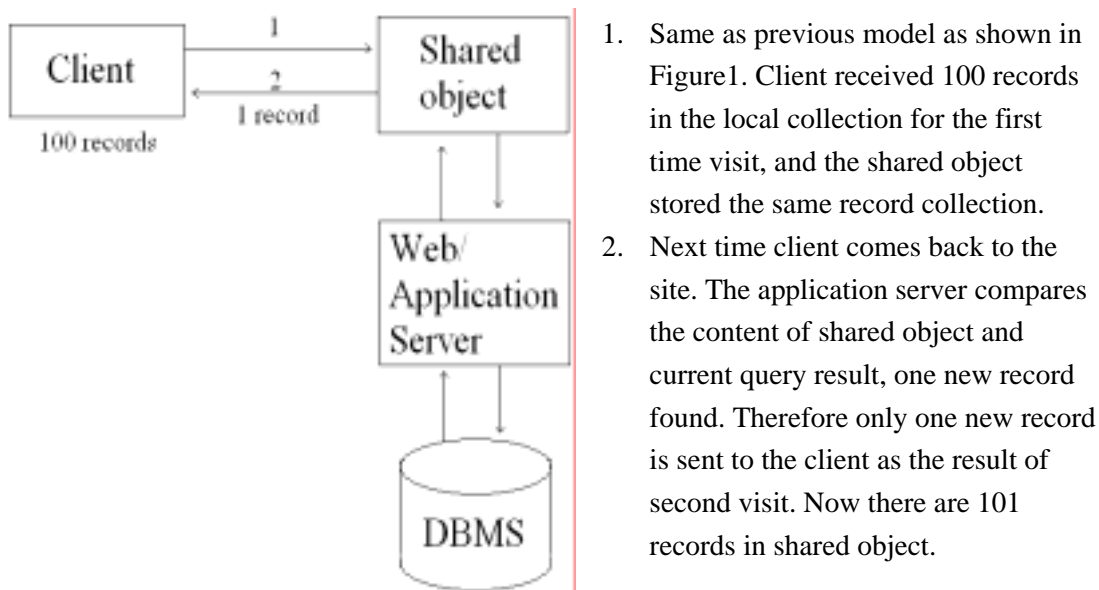 1
Client
Shared
object
2
1 record
100 records
Web/
Application
Server
DBMS
1. Same as previous model as shown in
Figure1. Client received 100 records
in the local collection for the first
time visit, and the shared object
stored the same record collection.
2. Next time client comes back to the
site. The application server compares
the content of shared object and
current query result, one new record
found. Therefore only one new record
is sent to the client as the result of
second visit. Now there are 101
records in shared object.